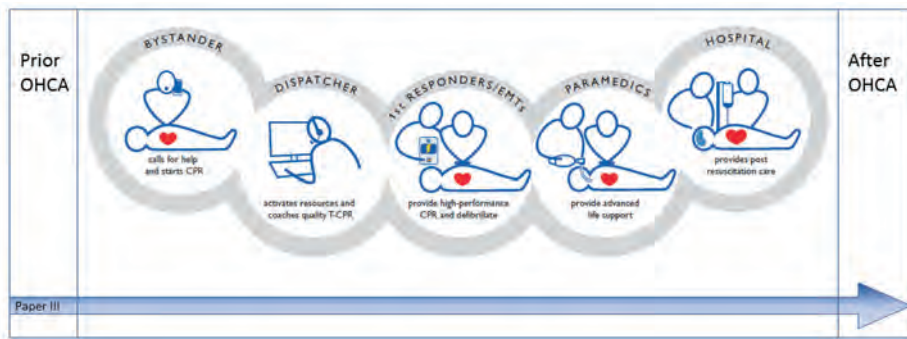 Prior
OHCA
BYSTANDER
calls for help
and starts CPR
DISPATCHER
activates resources and
coaches quality T-CPR
1st RESPONDERS/EMTs
provide high-performance
CPR and defibrillate
PARAMEDICS
provide advanced
life support
HOSPITAL
provides post
resuscitation care
After
OHCA
Paper III